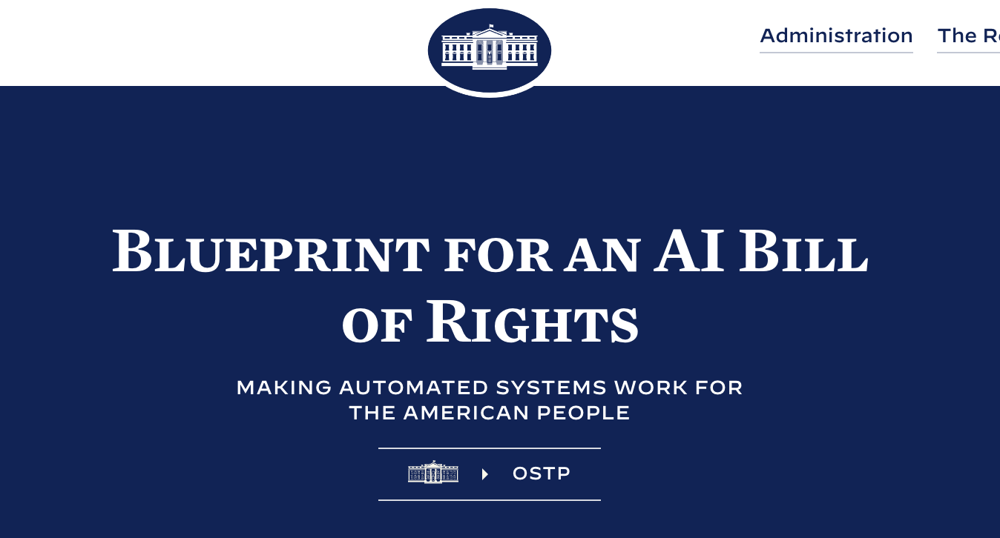 Administration
Blueprint for an AI Bill
of Rights
MAKING AUTOMATED SYSTEMS WORK FOR
THE AMERICAN PEOPLE
OSTP